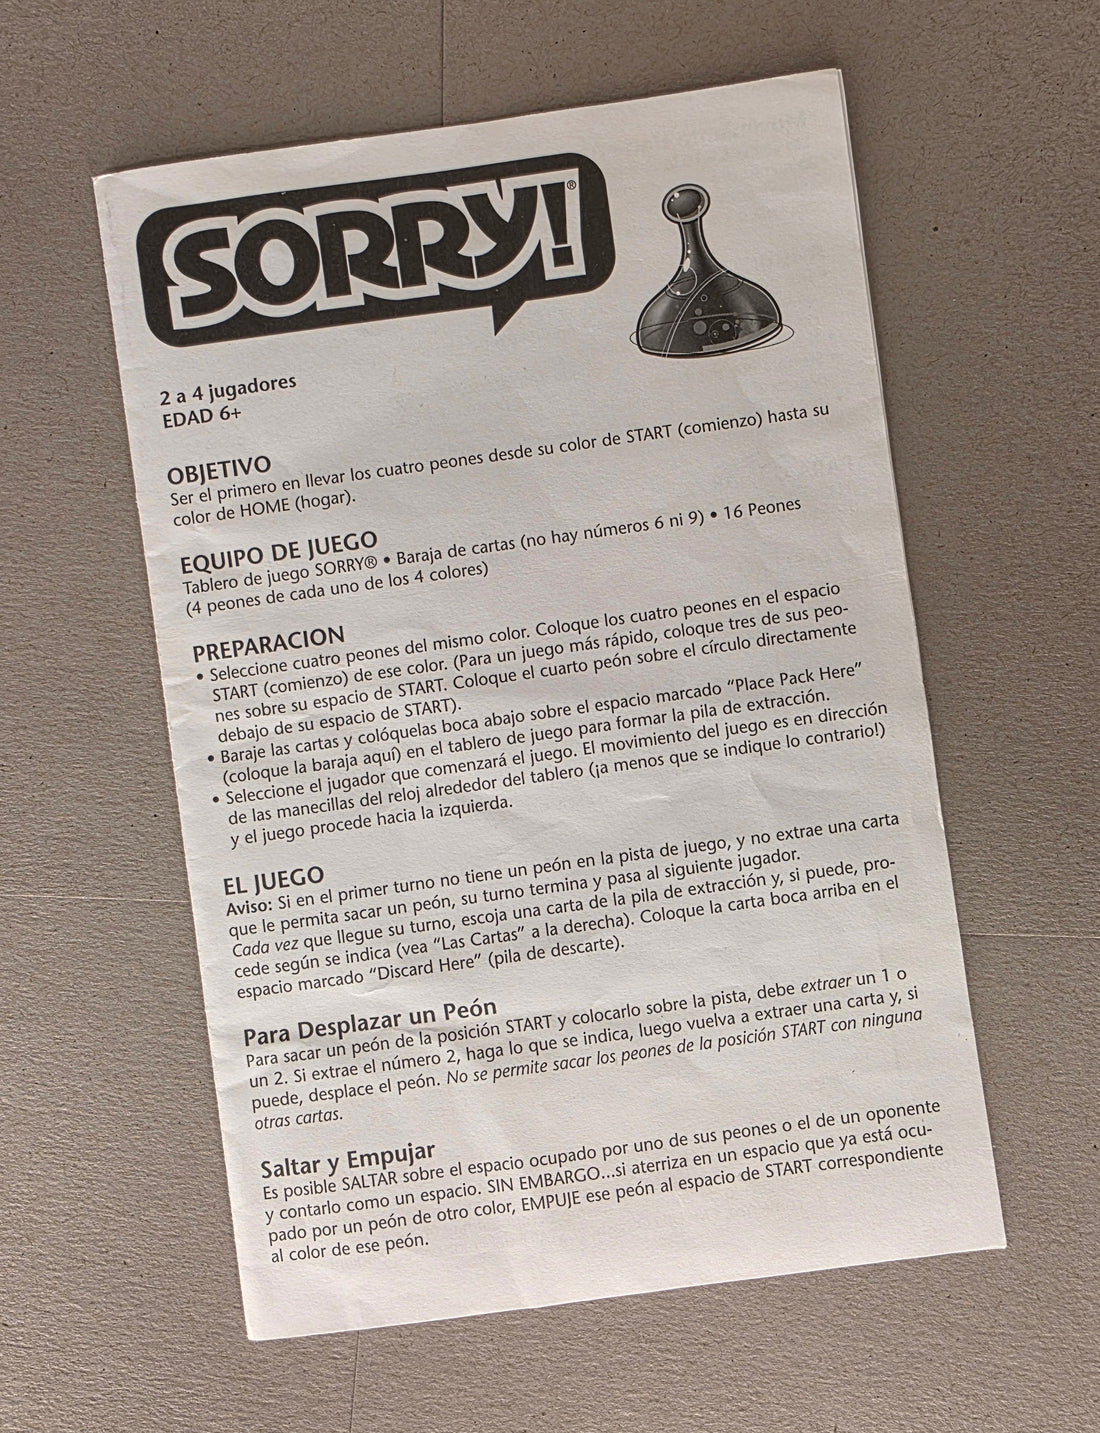 SORRY!®
2 a 4 jugadores
EDAD 6+
OBJETIVO
Ser el primero en llevar los cuatro peones desde su color de START (comienzo) hasta su
color de HOME (hogar).
EQUIPO DE JUEGO
Tablero de juego SORRY® • Baraja de cartas (no hay números 6 ni 9) • 16 Peones
(4 peones de cada uno de los 4 colores)
PREPARACION
• Seleccione cuatro peones del mismo color. Coloque los cuatro peones en el espacio
START (comienzo) de ese color. (Para un juego más rápido, coloque tres de sus peo-
nes sobre su espacio de START. Coloque el cuarto peón sobre el círculo directamente
debajo de su espacio de START).
• Baraje las cartas y colóquelas boca abajo sobre el espacio marcado “Place Pack Here”
(coloque la baraja aquí) en el tablero de juego para formar la pila de extracción.
• Seleccione el jugador que comenzará el juego. El movimiento del juego es en dirección
de las manecillas del reloj alrededor del tablero (¡a menos que se indique lo contrario!)
y el juego procede hacia la izquierda.
EL JUEGO
Aviso: Si en el primer turno no tiene un peón en la pista de juego, y no extrae una carta
que le permita sacar un peón, su turno termina y pasa al siguiente jugador.
Cada vez que llegue su turno, escoja una carta de la pila de extracción y, si puede, pro-
cede según se indica (vea “Las Cartas” a la derecha). Coloque la carta boca arriba en el
espacio marcado “Discard Here” (pila de descarte).
Para Desplazar un Peón
Para sacar un peón de la posición START y colocarlo sobre la pista, debe extraer un 1 o
un 2. Si extrae el número 2, haga lo que se indica, luego vuelva a extraer una carta y, si
puede, desplace el peón. No se permite sacar los peones de la posición START con ninguna
otras cartas.
Saltar y Empujar
Es posible SALTAR sobre el espacio ocupado por uno de sus peones o el de un oponente
y contarlo como un espacio. SIN EMBARGO...si aterriza en un espacio que ya está ocu-
pado por un peón de otro color, EMPUJE ese peón al espacio de START correspondiente
al color de ese peón.